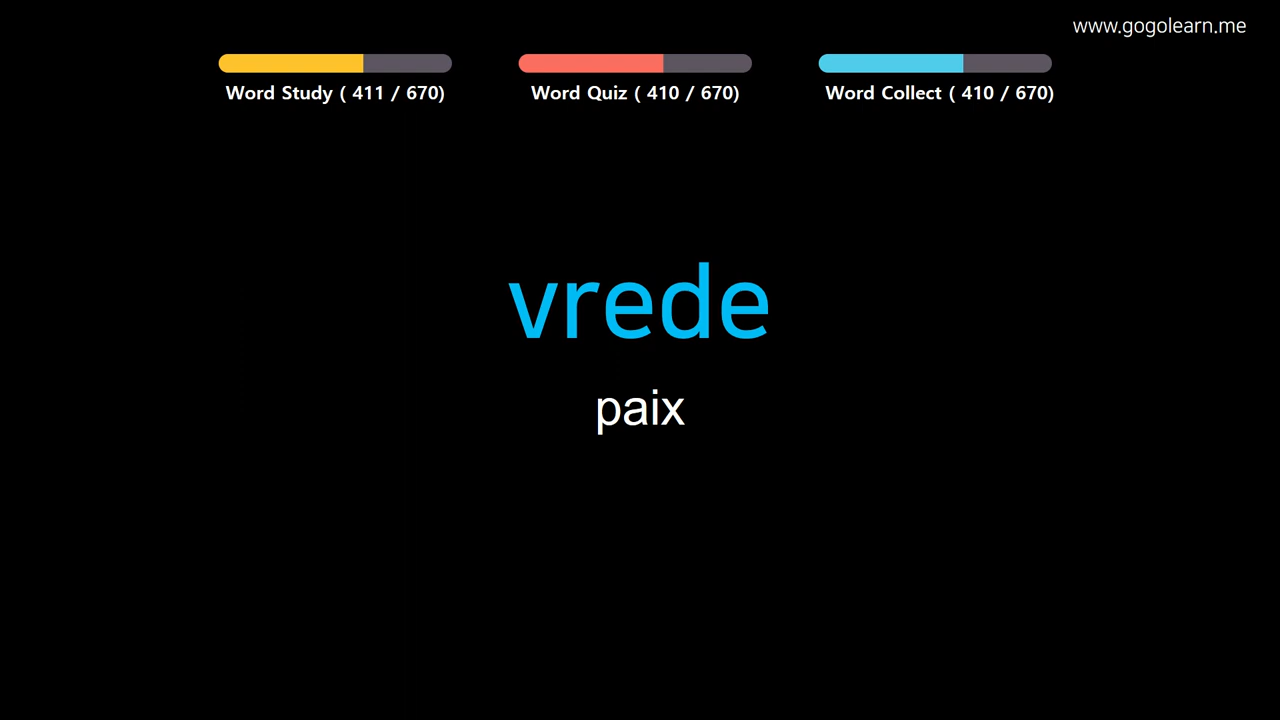 www.gogolearn.me
Word Study ( 411 / 670)
Word Quiz ( 410 / 670)
Word Collect ( 410 / 670)
vrede
paix